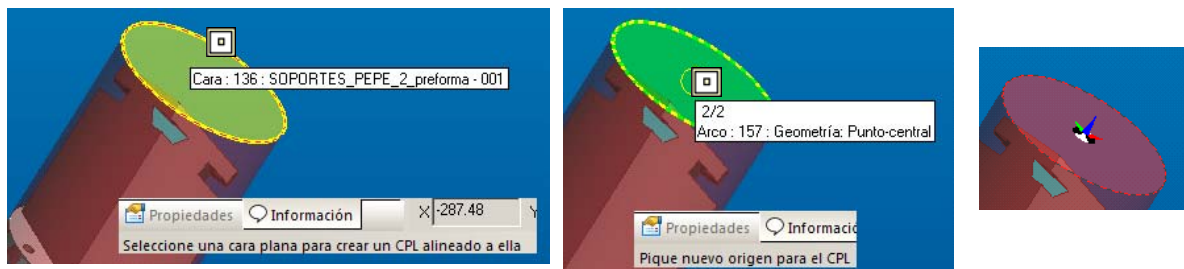 Cara : 136 : SOPORTES_PEPE_2_preforma - 001
Propiedades Información X -287.48 Y
Seleccione una cara plana para crear un CPL alineado a ella
2/2
Arco : 157 : Geometría: Punto-central
Propiedades Informació
Pique nuevo origen para el CPL